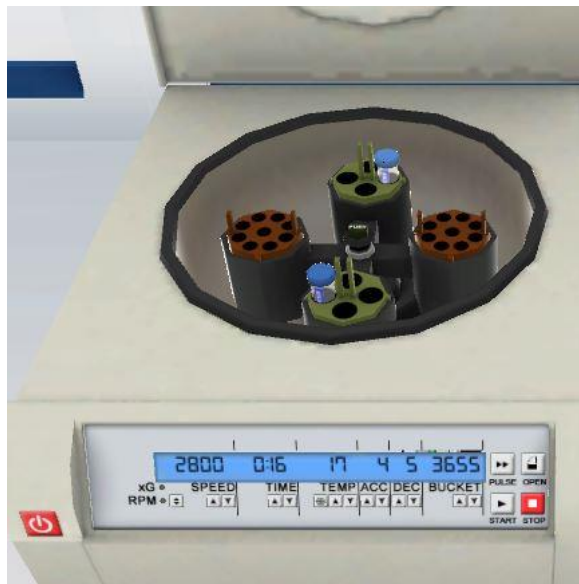 2800 0:16 17 4 5 3655
xG SPEED TIME TEMP ACC DEC BUCKET
RPM
PULSE OPEN
START STOP